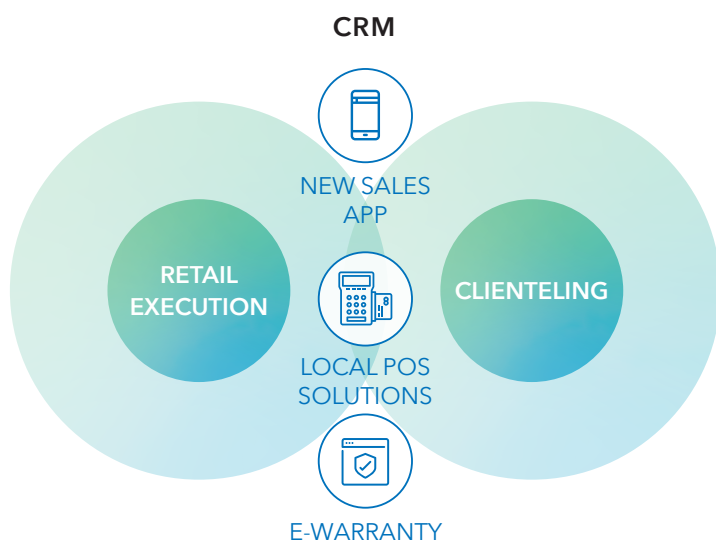 CRM
NEW SALES
APP
RETAIL
EXECUTION
CLIENTELING
LOCAL POS
SOLUTIONS
E-WARRANTY